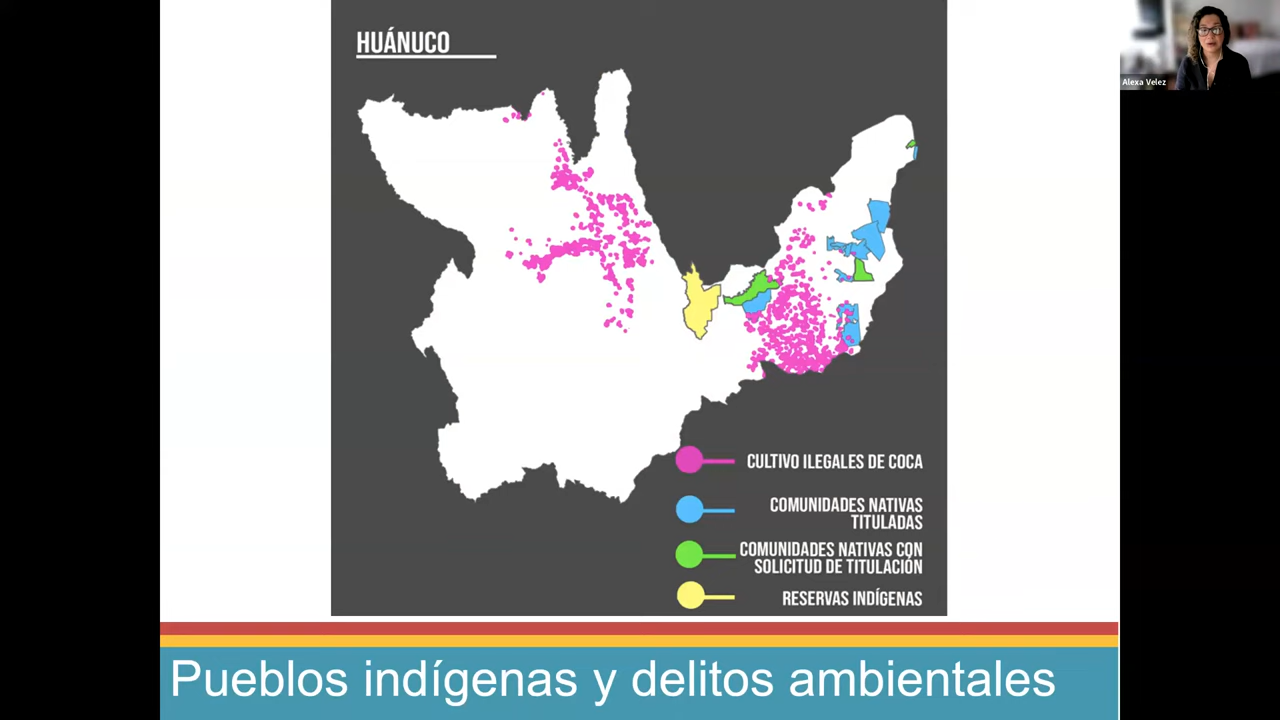 HUÁNUCO
Alexa Velez
CULTIVO ILEGALES DE COCA
COMUNIDADES NATIVAS
TITULADAS
COMUNIDADES NATIVAS CON
SOLICITUD DE TITULACIÓN
RESERVAS INDÍGENAS
Pueblos indígenas y delitos ambientales